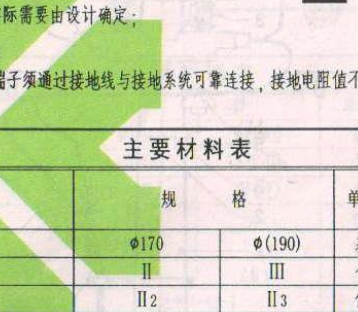 际需要由设计确定;
端子须通过接地线与接地系统可靠连接,接地电阻值不
主要材料表
规 格 单
φ170 φ(190)
Ⅱ Ⅲ
Ⅱ2 Ⅱ3